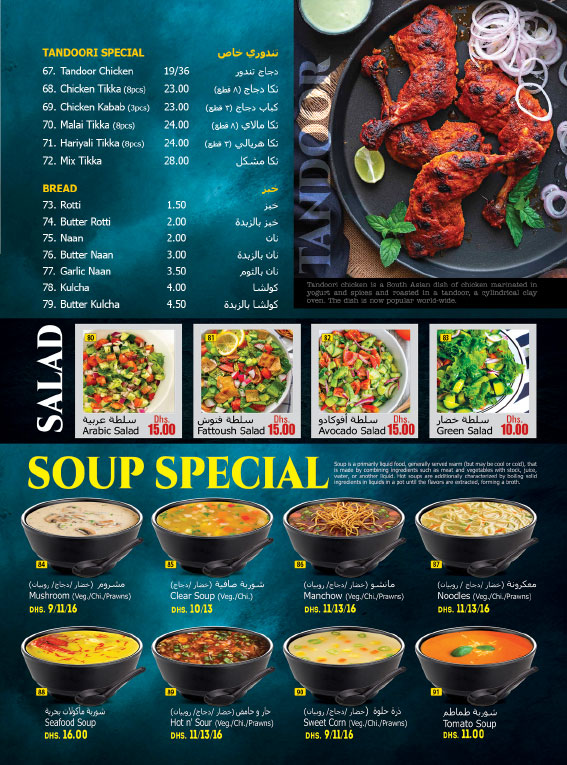 TANDOORI SPECIAL تندوري خاص
67. Tandoor Chicken 19/36 دجاج تندور
68. Chicken Tikka (8pcs) 23.00 تكا دجاج (٨ قطع)
69. Chicken Kabab (3pcs) 23.00 كباب دجاج (٣ قطع)
70. Malai Tikka (8pcs) 24.00 تكا مالاي (٨ قطع)
71. Hariyali Tikka (8pcs) 24.00 تكا هريالي (٨ قطع)
72. Mix Tikka 28.00 تكا مشكل
BREAD خبز
73. Rotti 1.50 خبز
74. Butter Rotti 2.00 خبز بالزبدة
75. Naan 2.00 نان
76. Butter Naan 3.00 نان بالزبدة
77. Garlic Naan 3.50 نان بالثوم
78. Kulcha 4.00 كولشا
79. Butter Kulcha 4.50 كولشا بالزبدة
TANDOOR
Tandoori chicken is a South Asian dish of chicken marinated in
yogurt and spices and roasted in a tandoor, a cylindrical clay
oven. The dish is now popular world-wide.
SALAD
80 81 82 83
سلطة عربية Dhs. سلطة فتوش Dhs. سلطة أفوكادو Dhs. سلطة خضار Dhs.
Arabic Salad 15.00 Fattoush Salad 15.00 Avocado Salad 15.00 Green Salad 10.00
SOUP SPECIAL
Soup is a primarily liquid food, generally served warm (but may be cool or cold), that
is made by combining ingredients such as meat and vegetables with stock, juice,
water, or another liquid. Hot soups are additionally characterized by boiling solid
ingredients in liquids in a pot until the flavors are extracted, forming a broth.
84 85 86 87
مشروم (خضار /دجاج/ روبيان) شوربة صافية (خضار /دجاج) مانشو (خضار /دجاج/ روبيان) معكرونة (خضار /دجاج/ روبيان)
Mushroom (Veg./Chi./Prawns) Clear Soup (Veg./Chi.) Manchow (Veg./Chi./Prawns) Noodles (Veg./Chi./Prawns)
DHS. 9/11/16 DHS. 10/13 DHS. 11/13/16 DHS. 11/13/16
88 89 90 91
شوربة ماكولات بحرية حار و حامض (خضار /دجاج/ روبيان) ذرة حلوة (خضار /دجاج/ روبيان) شوربة طماطم
Seafood Soup Hot n' Sour (Veg./Chi./Prawns) Sweet Corn (Veg./Chi./Prawns) Tomato Soup
DHS. 16.00 DHS. 11/13/16 DHS. 9/11/16 DHS. 11.00